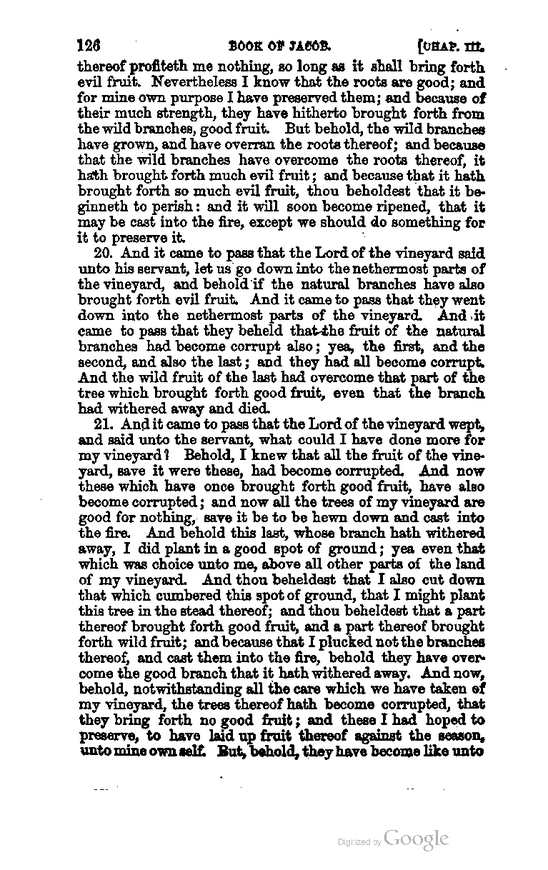 126 BOOK OF JACOB. [CHAP. III.
thereof profiteth me nothing, so long as it shall bring forth
evil fruit. Nevertheless I know that the roots are good; and
for mine own purpose I have preserved them; and because of
their much strength, they have hitherto brought forth from
the wild branches, good fruit. But behold, the wild branches
have grown, and have overran the roots thereof; and because
that the wild branches have overcome the roots thereof, it
hath brought forth much evil fruit; and because that it hath
brought forth so much evil fruit, thou beholdest that it be-
ginneth to perish: and it will soon become ripened, that it
may be cast into the fire, except we should do something for
it to preserve it.
20. And it came to pass that the Lord of the vineyard said
unto his servant, let us go down into the nethermost parts of
the vineyard, and behold if the natural branches have also
brought forth evil fruit. And it came to pass that they went
down into the nethermost parts of the vineyard. And it
came to pass that they beheld that the fruit of the natural
branches had become corrupt also; yea, the first, and the
second, and also the last; and they had all become corrupt.
And the wild fruit of the last had overcome that part of the
tree which brought forth good fruit, even that the branch
had withered away and died.
21. And it came to pass that the Lord of the vineyard wept,
and said unto the servant, what could I have done more for
my vineyard? Behold, I knew that all the fruit of the vine-
yard, save it were these, had become corrupted. And now
these which have once brought forth good fruit, have also
become corrupted; and now all the trees of my vineyard are
good for nothing, save it be to be hewn down and cast into
the fire. And behold this last, whose branch hath withered
away, I did plant in a good spot of ground; yea even that
which was choice unto me, above all other parts of the land
of my vineyard. And thou beheldest that I also cut down
that which cumbered this spot of ground, that I might plant
this tree in the stead thereof; and thou beheldest that a part
thereof brought forth good fruit, and a part thereof brought
forth wild fruit; and because that I plucked not the branches
thereof, and cast them into the fire, behold they have over-
come the good branch that it hath withered away. And now,
behold, notwithstanding all the care which we have taken of
my vineyard, the trees thereof hath become corrupted, that
they bring forth no good fruit; and these I had hoped to
preserve, to have laid up fruit thereof against the season,
unto mine own self. But, behold, they have become like unto
Digitized by Google